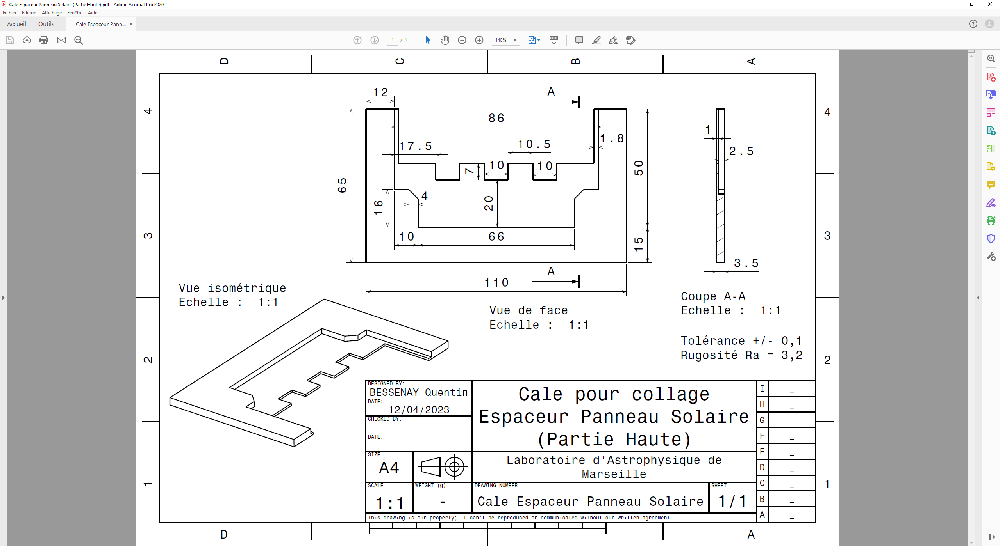 Cale Espaceur Panneau Solaire (Partie Haute).pdf - Adobe Acrobat Pro 2020
Fichier Edition Affichage Fenêtre Aide
Accueil Outils Cale Espaceur Pann... ×
1 / 1 140%
D C B A
4 4
3 3
2 2
1 1
12
A
86
17.5
10.5
1.8
10
10
7
65
50
16
4
20
10
66
15
A
110
1
2.5
3.5
Vue isométrique
Echelle : 1:1
Vue de face
Echelle : 1:1
Coupe A-A
Echelle : 1:1
Tolérance +/- 0,1
Rugosité Ra = 3,2
DESIGNED BY:
BESSENAY Quentin
DATE:
12/04/2023
CHECKED BY:
DATE:
Cale pour collage
Espaceur Panneau Solaire
(Partie Haute)
SIZE
A4
Laboratoire d'Astrophysique de
Marseille
SCALE
1:1
WEIGHT (g)
-
DRAWING NUMBER
Cale Espaceur Panneau Solaire
SHEET
1/1
This drawing is our property; it can't be reproduced or communicated without our written agreement.
I _
H _
G _
F _
E _
D _
C _
B _
A _
D A